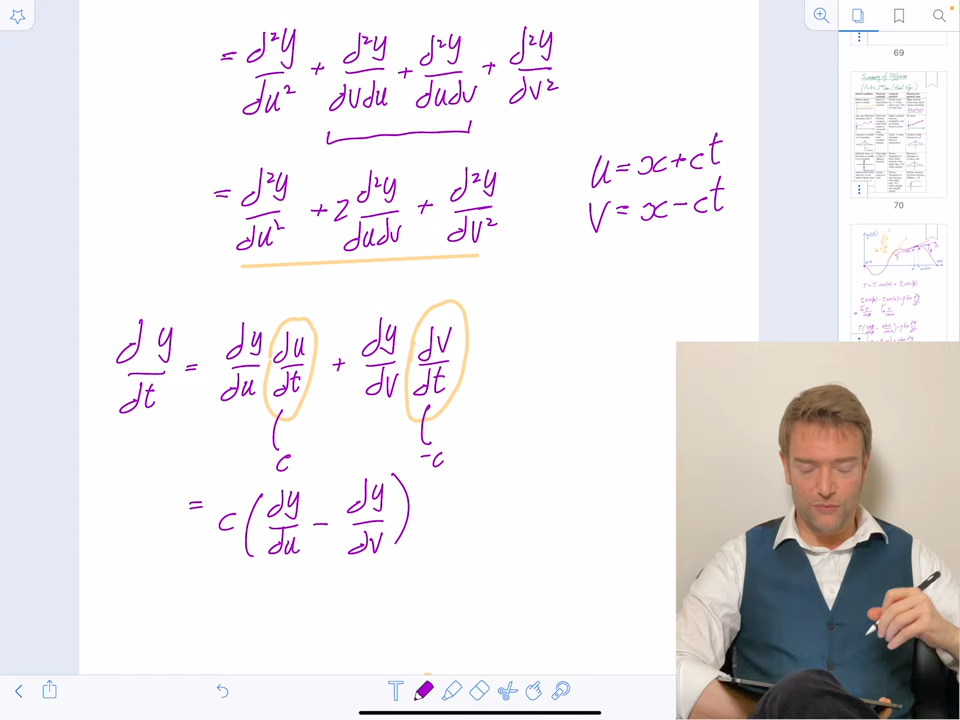 = d²y/du² + d²y/dvdu + d²y/dudv + d²y/dv²
= d²y/du² + 2 d²y/dudv + d²y/dv²
u = x + ct
v = x - ct
dy/dt = dy/du du/dt + dy/dv dv/dt
c -c
= c(dy/du - dy/dv)
69
70
T